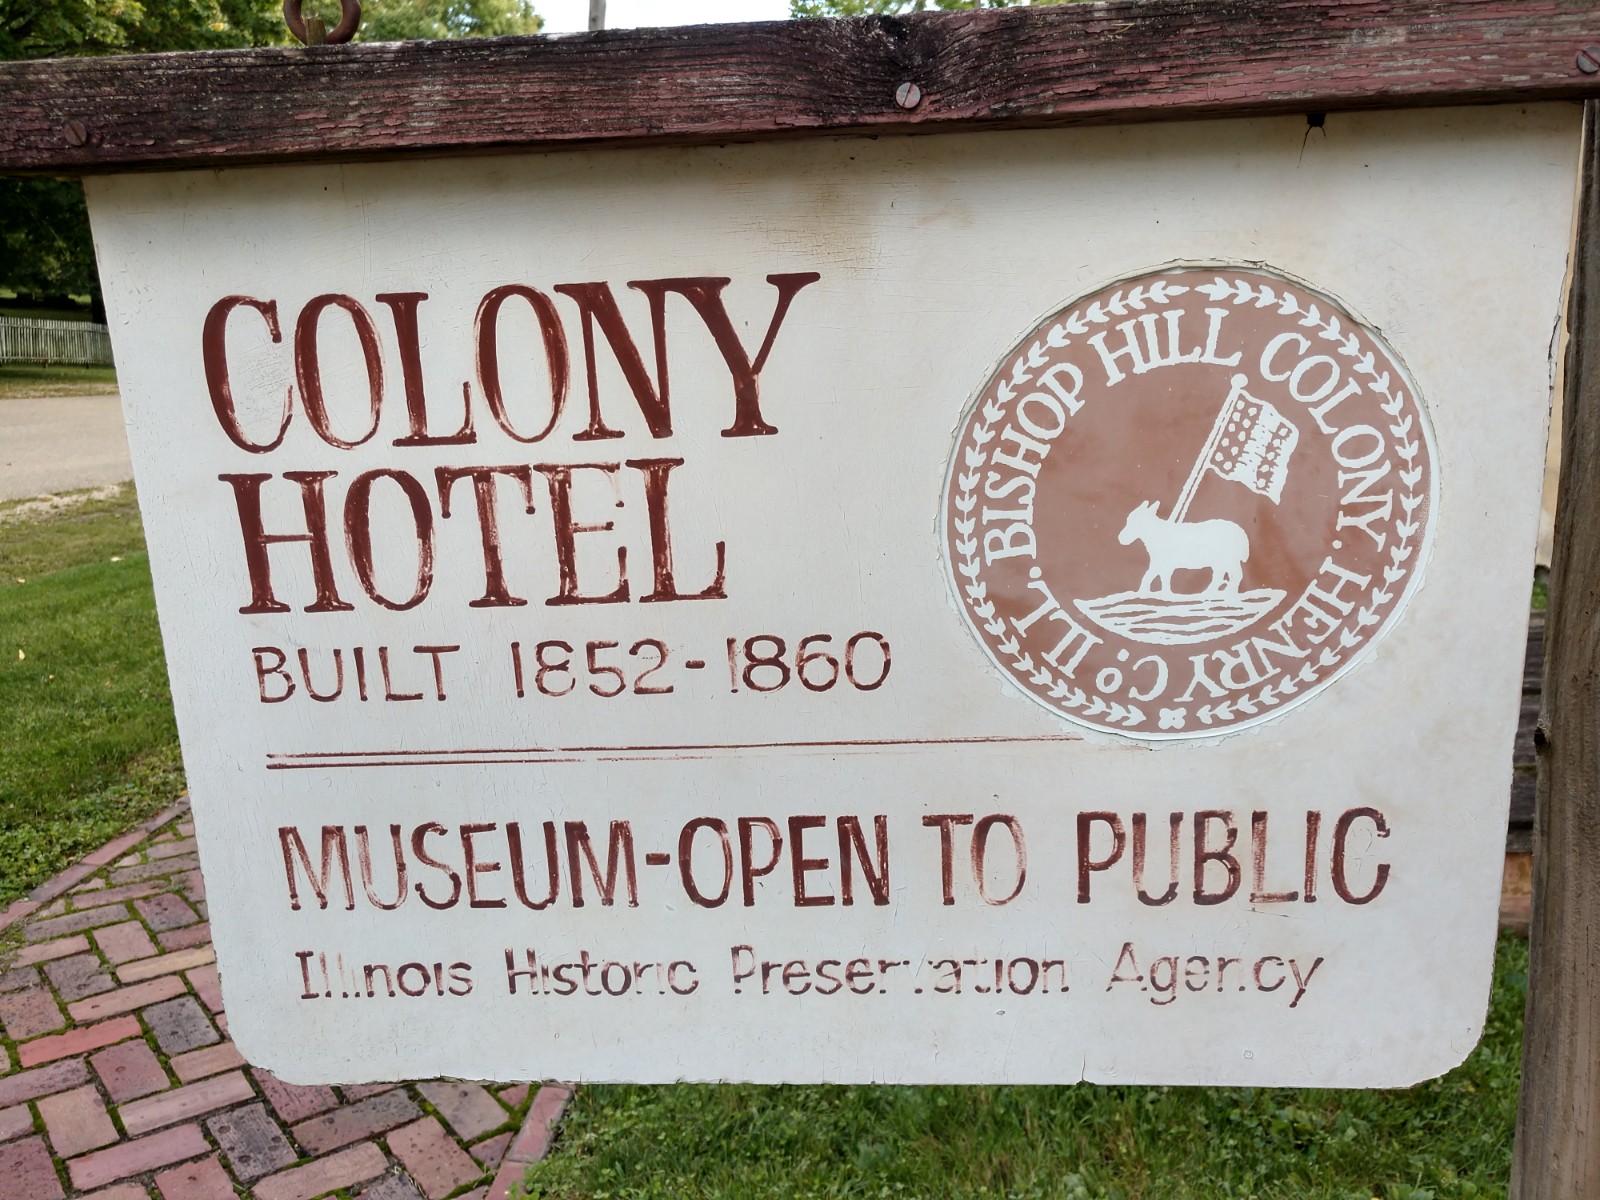 COLONY
HOTEL
BUILT 1852-1860
BISHOP HILL COLONY. HENRY Co ILL.
MUSEUM-OPEN TO PUBLIC
Illinois Historic Preservation Agency